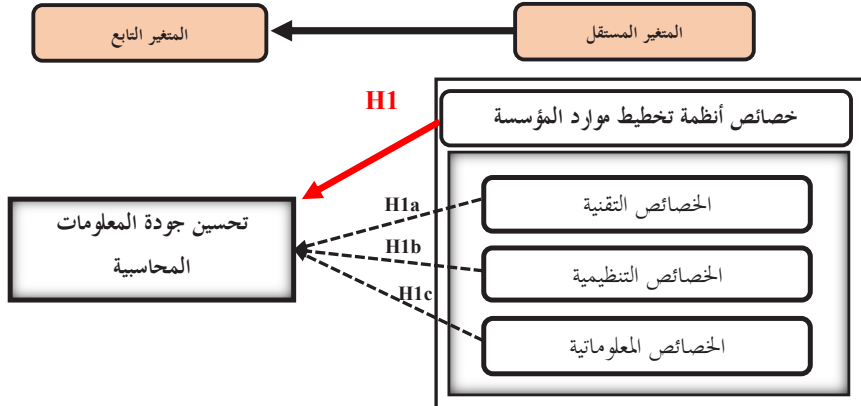 المتغير المستقل
المتغير التابع
H1
خصائص أنظمة تخطيط موارد المؤسسة
الخصائص التقنية
H1a
تحسين جودة المعلومات
المحاسبية
H1b
الخصائص التنظيمية
H1c
الخصائص المعلوماتية